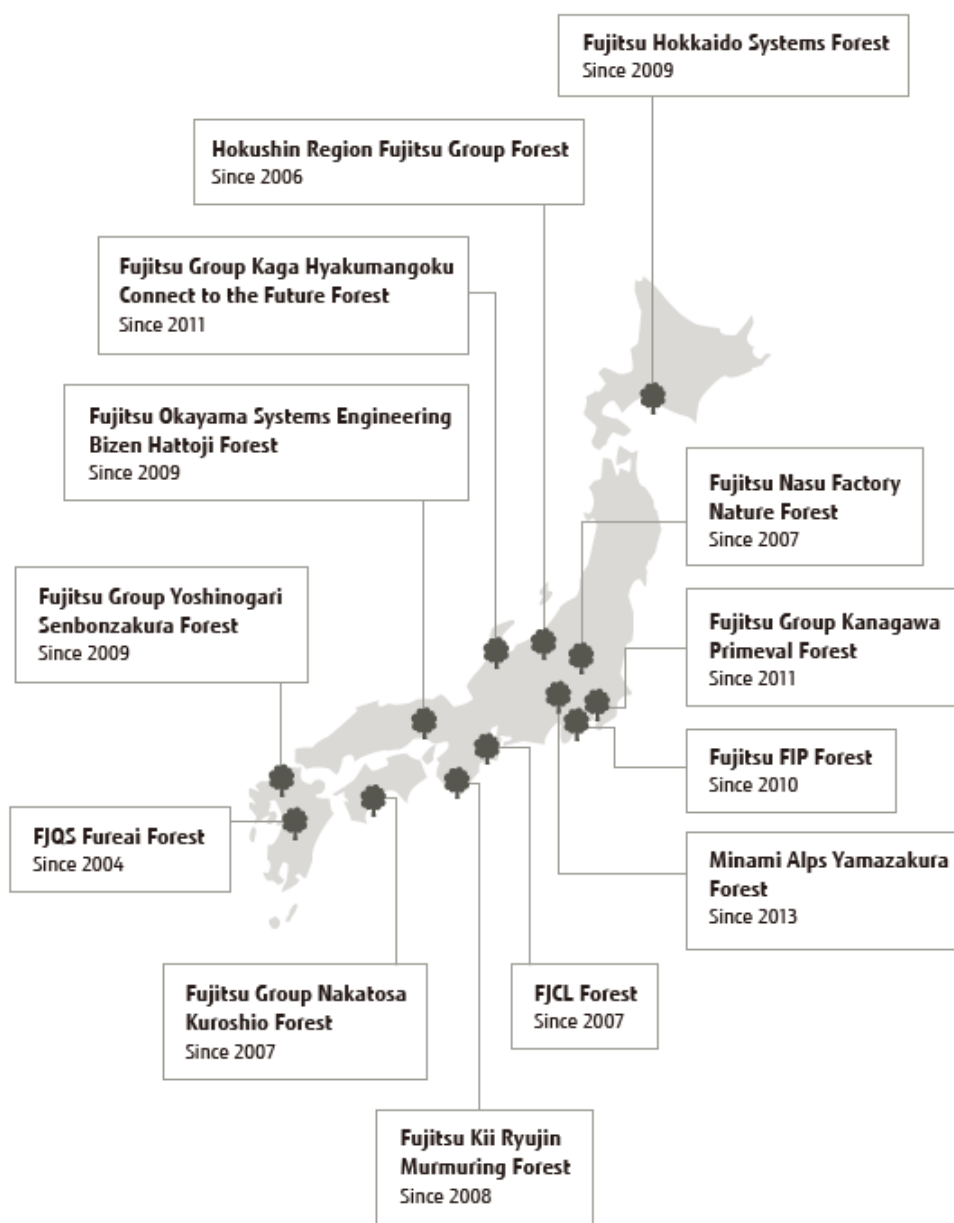 Fujitsu Hokkaido Systems Forest
Since 2009
Hokushin Region Fujitsu Group Forest
Since 2006
Fujitsu Group Kaga Hyakumangoku
Connect to the Future Forest
Since 2011
Fujitsu Okayama Systems Engineering
Bizen Hattoji Forest
Since 2009
Fujitsu Nasu Factory
Nature Forest
Since 2007
Fujitsu Group Yoshinogari
Senbonzakura Forest
Since 2009
Fujitsu Group Kanagawa
Primeval Forest
Since 2011
Fujitsu FIP Forest
Since 2010
FJQS Fureai Forest
Since 2004
Minami Alps Yamazakura
Forest
Since 2013
Fujitsu Group Nakatosa
Kuroshio Forest
Since 2007
FJCL Forest
Since 2007
Fujitsu Kii Ryujin
Murmuring Forest
Since 2008